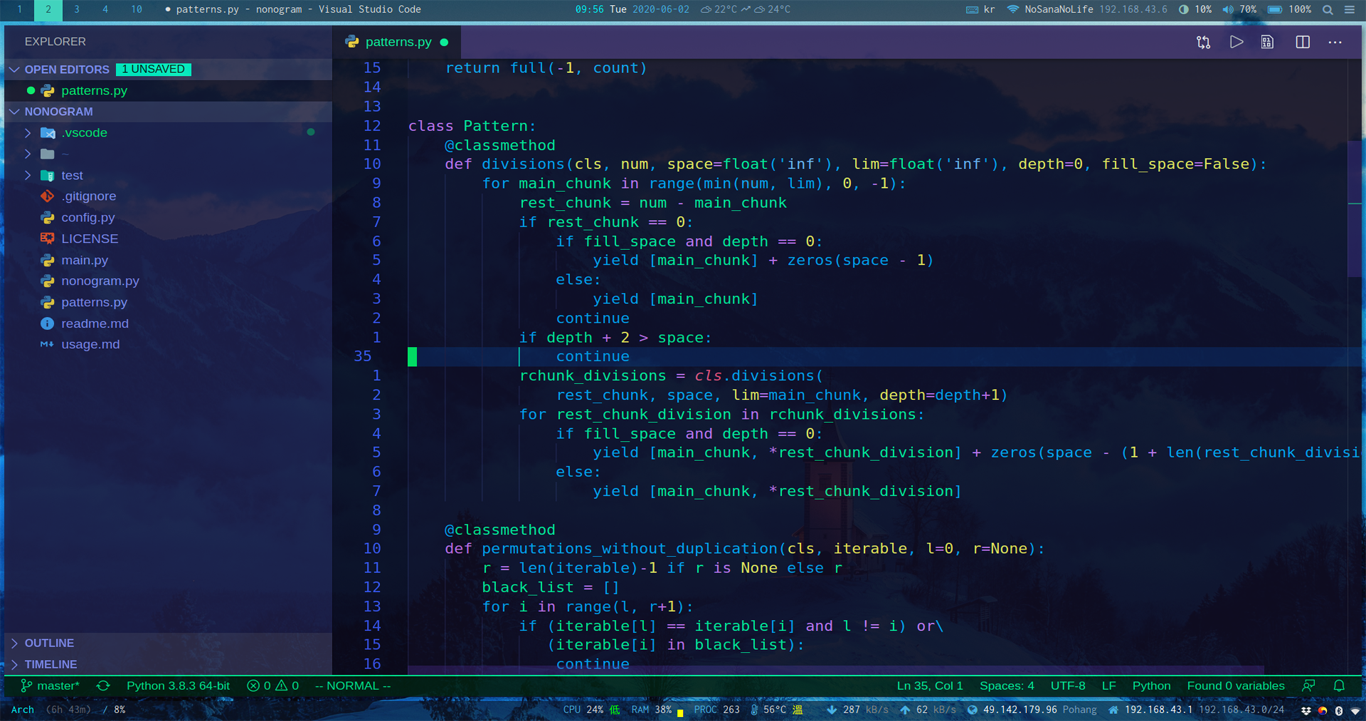 1 2 3 4 10 • patterns.py - nonogram - Visual Studio Code 09:56 Tue 2020-06-02 22°C 24°C kr NoSanaNoLife 192.168.43.6 10% 70% 100%
EXPLORER
OPEN EDITORS 1 UNSAVED
patterns.py
NONOGRAM
.vscode
~
test
.gitignore
config.py
LICENSE
main.py
nonogram.py
patterns.py
readme.md
usage.md
OUTLINE
TIMELINE
patterns.py
15 return full(-1, count)
14
13
12 class Pattern:
11 @classmethod
10 def divisions(cls, num, space=float('inf'), lim=float('inf'), depth=0, fill_space=False):
9 for main_chunk in range(min(num, lim), 0, -1):
8 rest_chunk = num - main_chunk
7 if rest_chunk == 0:
6 if fill_space and depth == 0:
5 yield [main_chunk] + zeros(space - 1)
4 else:
3 yield [main_chunk]
2 continue
1 if depth + 2 > space:
35 continue
1 rchunk_divisions = cls.divisions(
2 rest_chunk, space, lim=main_chunk, depth=depth+1)
3 for rest_chunk_division in rchunk_divisions:
4 if fill_space and depth == 0:
5 yield [main_chunk, *rest_chunk_division] + zeros(space - (1 + len(rest_chunk_divisi
6 else:
7 yield [main_chunk, *rest_chunk_division]
8
9 @classmethod
10 def permutations_without_duplication(cls, iterable, l=0, r=None):
11 r = len(iterable)-1 if r is None else r
12 black_list = []
13 for i in range(l, r+1):
14 if (iterable[l] == iterable[i] and l != i) or\
15 (iterable[i] in black_list):
16 continue
master* Python 3.8.3 64-bit 0 0 -- NORMAL -- Ln 35, Col 1 Spaces: 4 UTF-8 LF Python Found 0 variables
Arch (6h 43m).. / 8% CPU 24% 低 RAM 38% PROC 263 56°C 温 287 kB/s 62 kB/s 49.142.179.96 Pohang 192.168.43.1 192.168.43.0/24